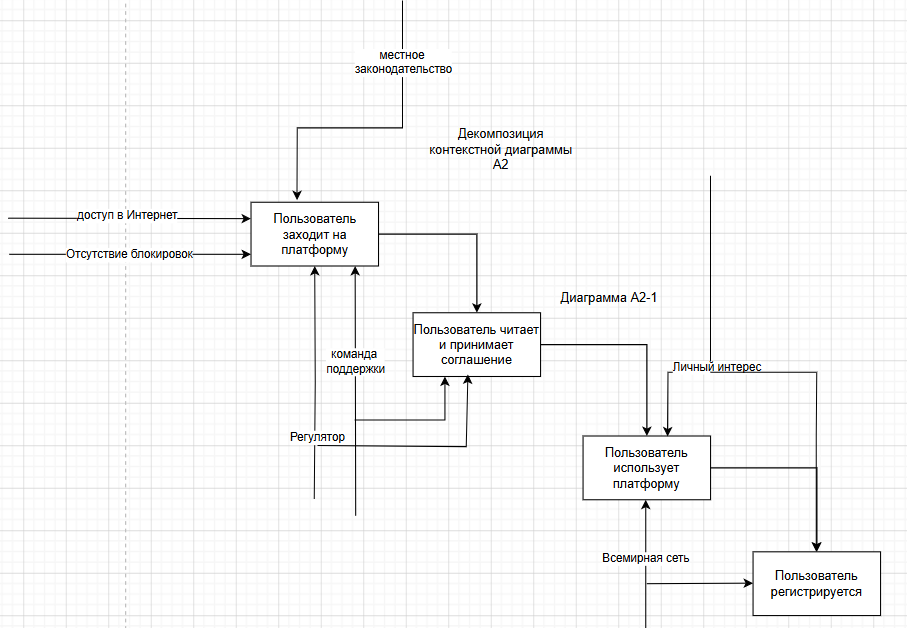 местное
законодательство
Декомпозиция
контекстной диаграммы
А2
доступ в Интернет
Отсутствие блокировок
Пользователь
заходит на
платформу
Диаграмма А2-1
Пользователь читает
и принимает
соглашение
команда
поддержки
Личный интерес
Регулятор
Пользователь
использует
платформу
Всемирная сеть
Пользователь
регистрируется